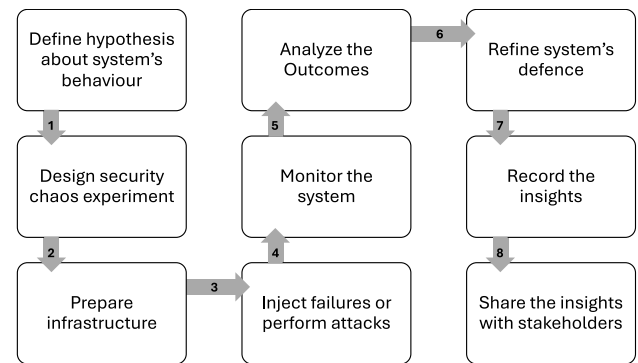 Define hypothesis
about system's
behaviour
1
Design security
chaos experiment
2
Prepare
infrastructure
3
Inject failures or
perform attacks
4
Monitor the
system
5
Analyze the
Outcomes
6
Refine system's
defence
7
Record the
insights
8
Share the insights
with stakeholders